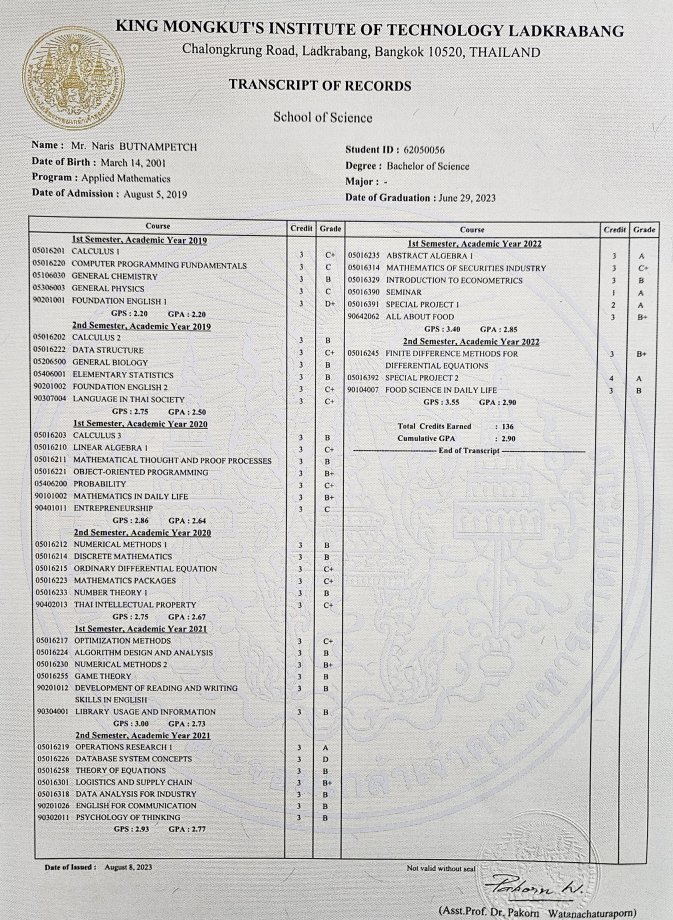 KING MONGKUT'S INSTITUTE OF TECHNOLOGY LADKRABANG
Chalongkrung Road, Ladkrabang, Bangkok 10520, THAILAND
TRANSCRIPT OF RECORDS
School of Science
Name : Mr. Naris BUTNAMPETCH
Date of Birth : March 14, 2001
Program : Applied Mathematics
Date of Admission : August 5, 2019
Student ID : 62050056
Degree : Bachelor of Science
Major : -
Date of Graduation : June 29, 2023
Course Credit Grade
1st Semester, Academic Year 2019
05016201 CALCULUS 1 3 C+
05016220 COMPUTER PROGRAMMING FUNDAMENTALS 3 C
05106030 GENERAL CHEMISTRY 3 B
05306003 GENERAL PHYSICS 3 C
90201001 FOUNDATION ENGLISH 1 3 D+
GPS : 2.20 GPA : 2.20
2nd Semester, Academic Year 2019
05016202 CALCULUS 2 3 B
05016222 DATA STRUCTURE 3 C+
05206500 GENERAL BIOLOGY 3 B
05406001 ELEMENTARY STATISTICS 3 B
90201002 FOUNDATION ENGLISH 2 3 C+
90307004 LANGUAGE IN THAI SOCIETY 3 C+
GPS : 2.75 GPA : 2.50
1st Semester, Academic Year 2020
05016203 CALCULUS 3 3 B
05016210 LINEAR ALGEBRA 1 3 C+
05016211 MATHEMATICAL THOUGHT AND PROOF PROCESSES 3 B
05016221 OBJECT-ORIENTED PROGRAMMING 3 B+
05406200 PROBABILITY 3 C+
90101002 MATHEMATICS IN DAILY LIFE 3 B+
90401011 ENTREPRENEURSHIP 3 C
GPS : 2.86 GPA : 2.64
2nd Semester, Academic Year 2020
05016212 NUMERICAL METHODS 1 3 B
05016214 DISCRETE MATHEMATICS 3 B
05016215 ORDINARY DIFFERENTIAL EQUATION 3 C+
05016223 MATHEMATICS PACKAGES 3 C+
05016233 NUMBER THEORY 1 3 B
90402013 THAI INTELLECTUAL PROPERTY 3 C+
GPS : 2.75 GPA : 2.67
1st Semester, Academic Year 2021
05016217 OPTIMIZATION METHODS 3 C+
05016224 ALGORITHM DESIGN AND ANALYSIS 3 B
05016230 NUMERICAL METHODS 2 3 B+
05016255 GAME THEORY 3 B
90201012 DEVELOPMENT OF READING AND WRITING 3 B
SKILLS IN ENGLISH
90304001 LIBRARY USAGE AND INFORMATION 3 B
GPS : 3.00 GPA : 2.73
2nd Semester, Academic Year 2021
05016219 OPERATIONS RESEARCH 1 3 A
05016226 DATABASE SYSTEM CONCEPTS 3 D
05016258 THEORY OF EQUATIONS 3 B
05016301 LOGISTICS AND SUPPLY CHAIN 3 B+
05016318 DATA ANALYSIS FOR INDUSTRY 3 B
90201026 ENGLISH FOR COMMUNICATION 3 B
90302011 PSYCHOLOGY OF THINKING 3 B
GPS : 2.93 GPA : 2.77
Course Credit Grade
1st Semester, Academic Year 2022
05016235 ABSTRACT ALGEBRA 1 3 A
05016314 MATHEMATICS OF SECURITIES INDUSTRY 3 C+
05016329 INTRODUCTION TO ECONOMETRICS 3 B
05016390 SEMINAR 1 A
05016391 SPECIAL PROJECT 1 2 A
90642062 ALL ABOUT FOOD 3 B+
GPS : 3.40 GPA : 2.85
2nd Semester, Academic Year 2022
05016245 FINITE DIFFERENCE METHODS FOR 3 B+
DIFFERENTIAL EQUATIONS
05016392 SPECIAL PROJECT 2 4 A
90104007 FOOD SCIENCE IN DAILY LIFE 3 B
GPS : 3.55 GPA : 2.90
Total Credits Earned : 136
Cumulative GPA : 2.90
End of Transcript
Date of Issued : August 8, 2023
Not valid without seal
Pakorn W.
(Asst.Prof. Dr. Pakorn Watanachaturaporn)